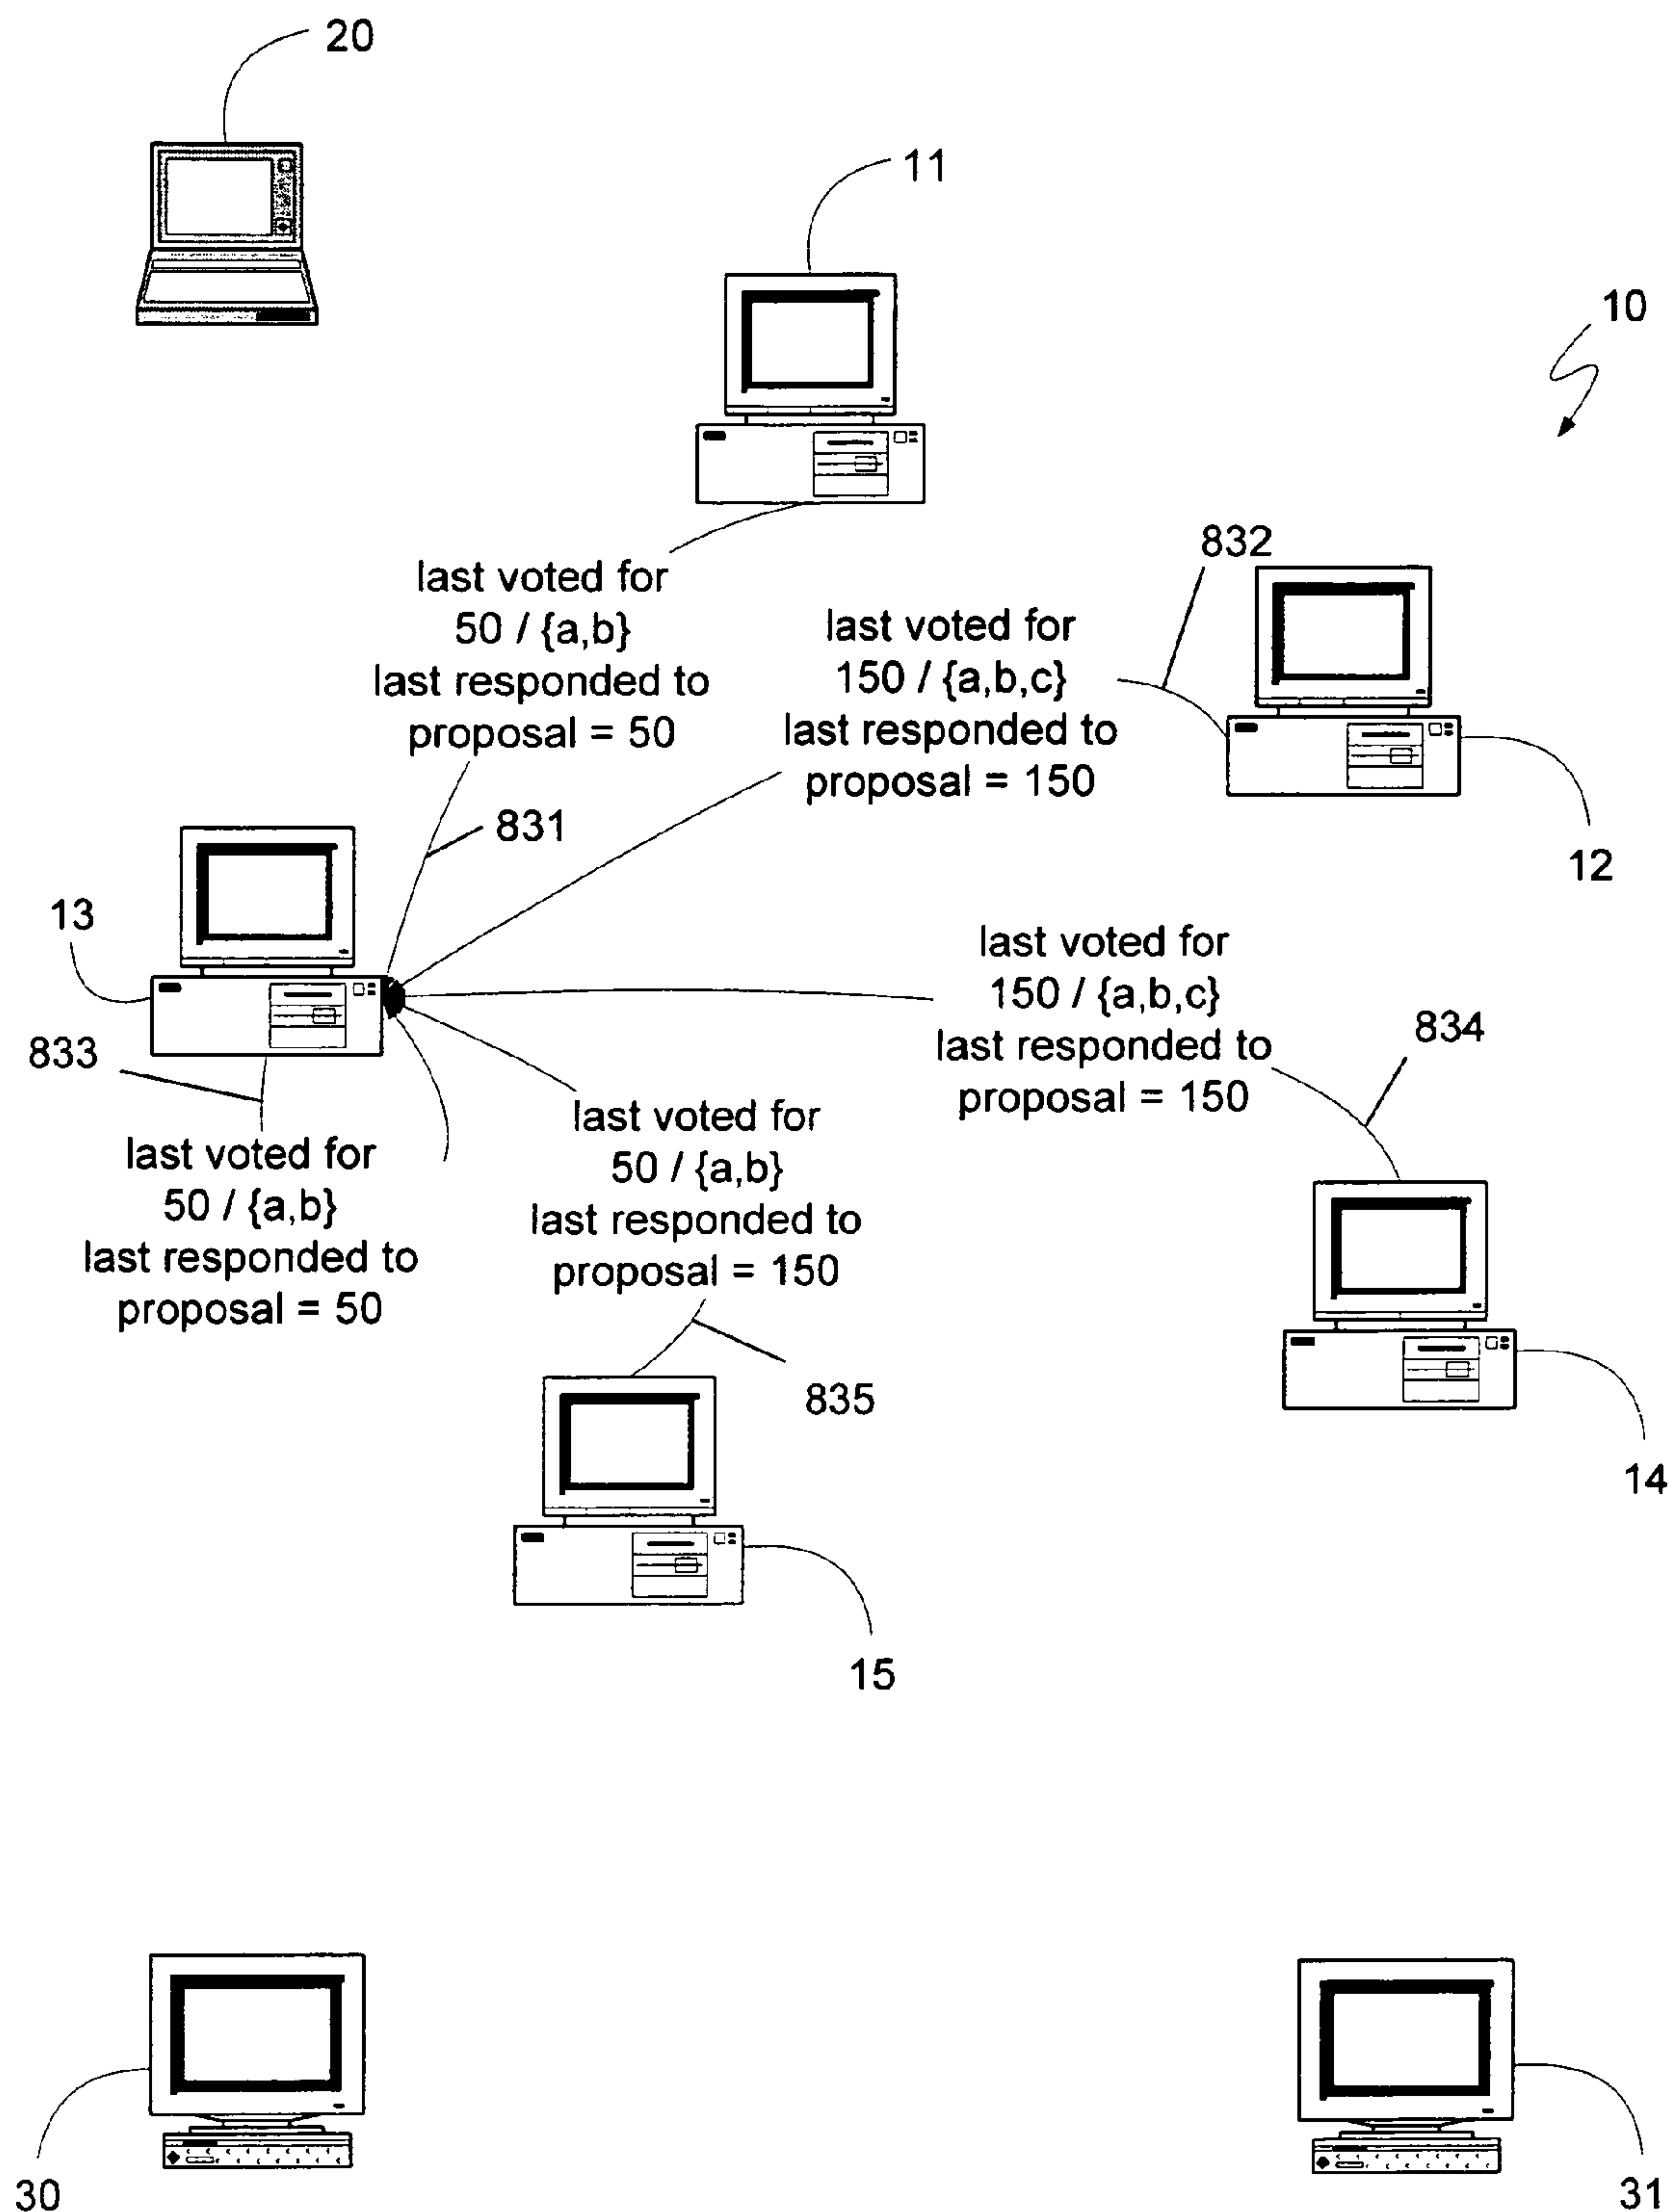 20
11
10
832
last voted for
50 / {a,b}
last responded to
proposal = 50
last voted for
150 / {a,b,c}
last responded to
proposal = 150
831
12
13
last voted for
150 / {a,b,c}
last responded to
proposal = 150
834
833
last voted for
50 / {a,b}
last responded to
proposal = 50
last voted for
50 / {a,b}
last responded to
proposal = 150
835
14
15
30
31